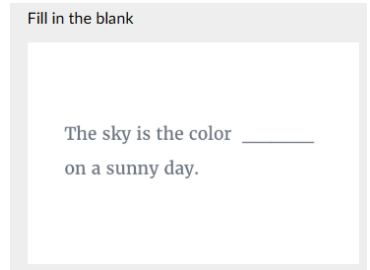 Fill in the blank
The sky is the color ________
on a sunny day.